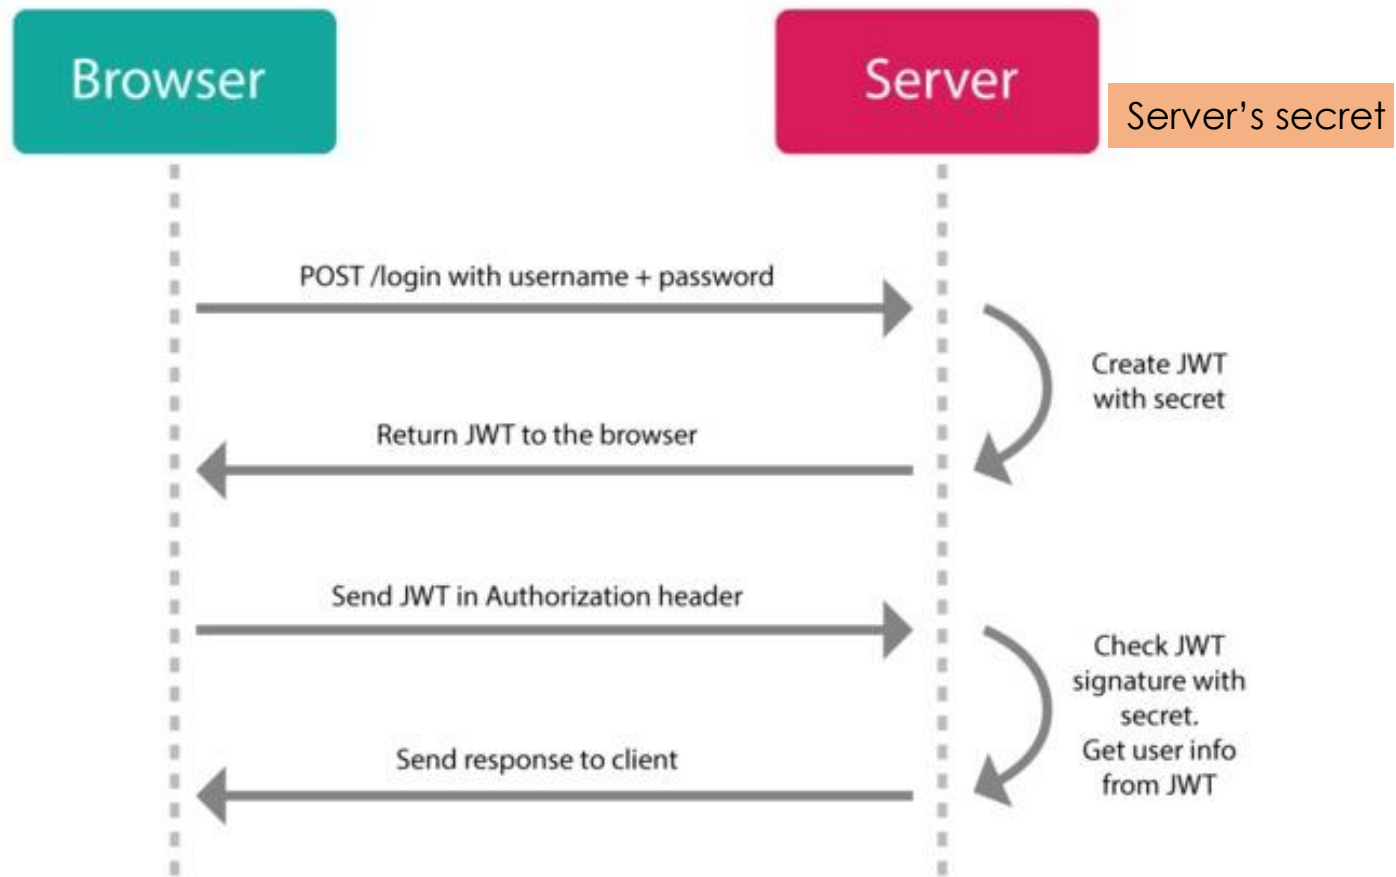 Browser
Server
Server’s secret
POST /login with username + password
Create JWT
with secret
Return JWT to the browser
Send JWT in Authorization header
Check JWT
signature with
secret.
Get user info
from JWT
Send response to client